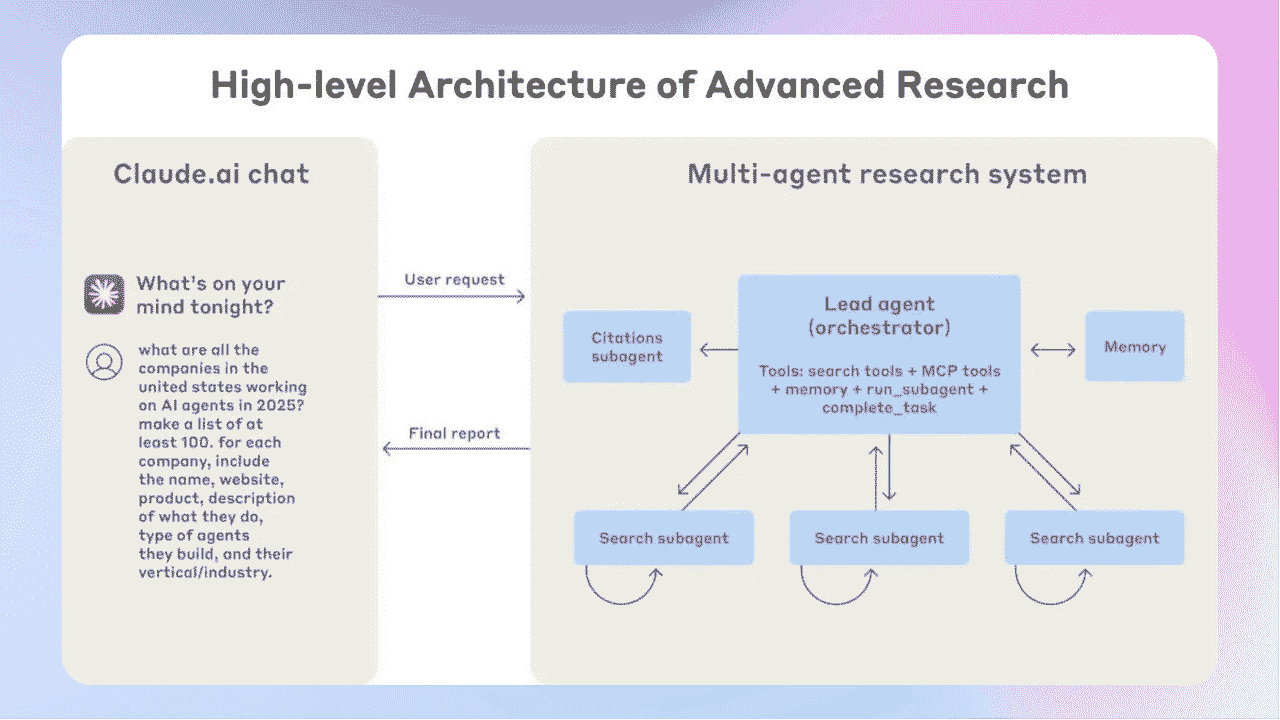 High-level Architecture of Advanced Research
Claude.ai chat
What's on your
mind tonight?
what are all the
companies in the
united states working
on AI agents in 2025?
make a list of at
least 100. for each
company, include
the name, website,
product, description
of what they do,
type of agents
they build, and their
vertical/industry.
User request
Final report
Multi-agent research system
Citations
subagent
Lead agent
(orchestrator)
Tools: search tools + MCP tools
+ memory + run_subagent +
complete_task
Memory
Search subagent
Search subagent
Search subagent